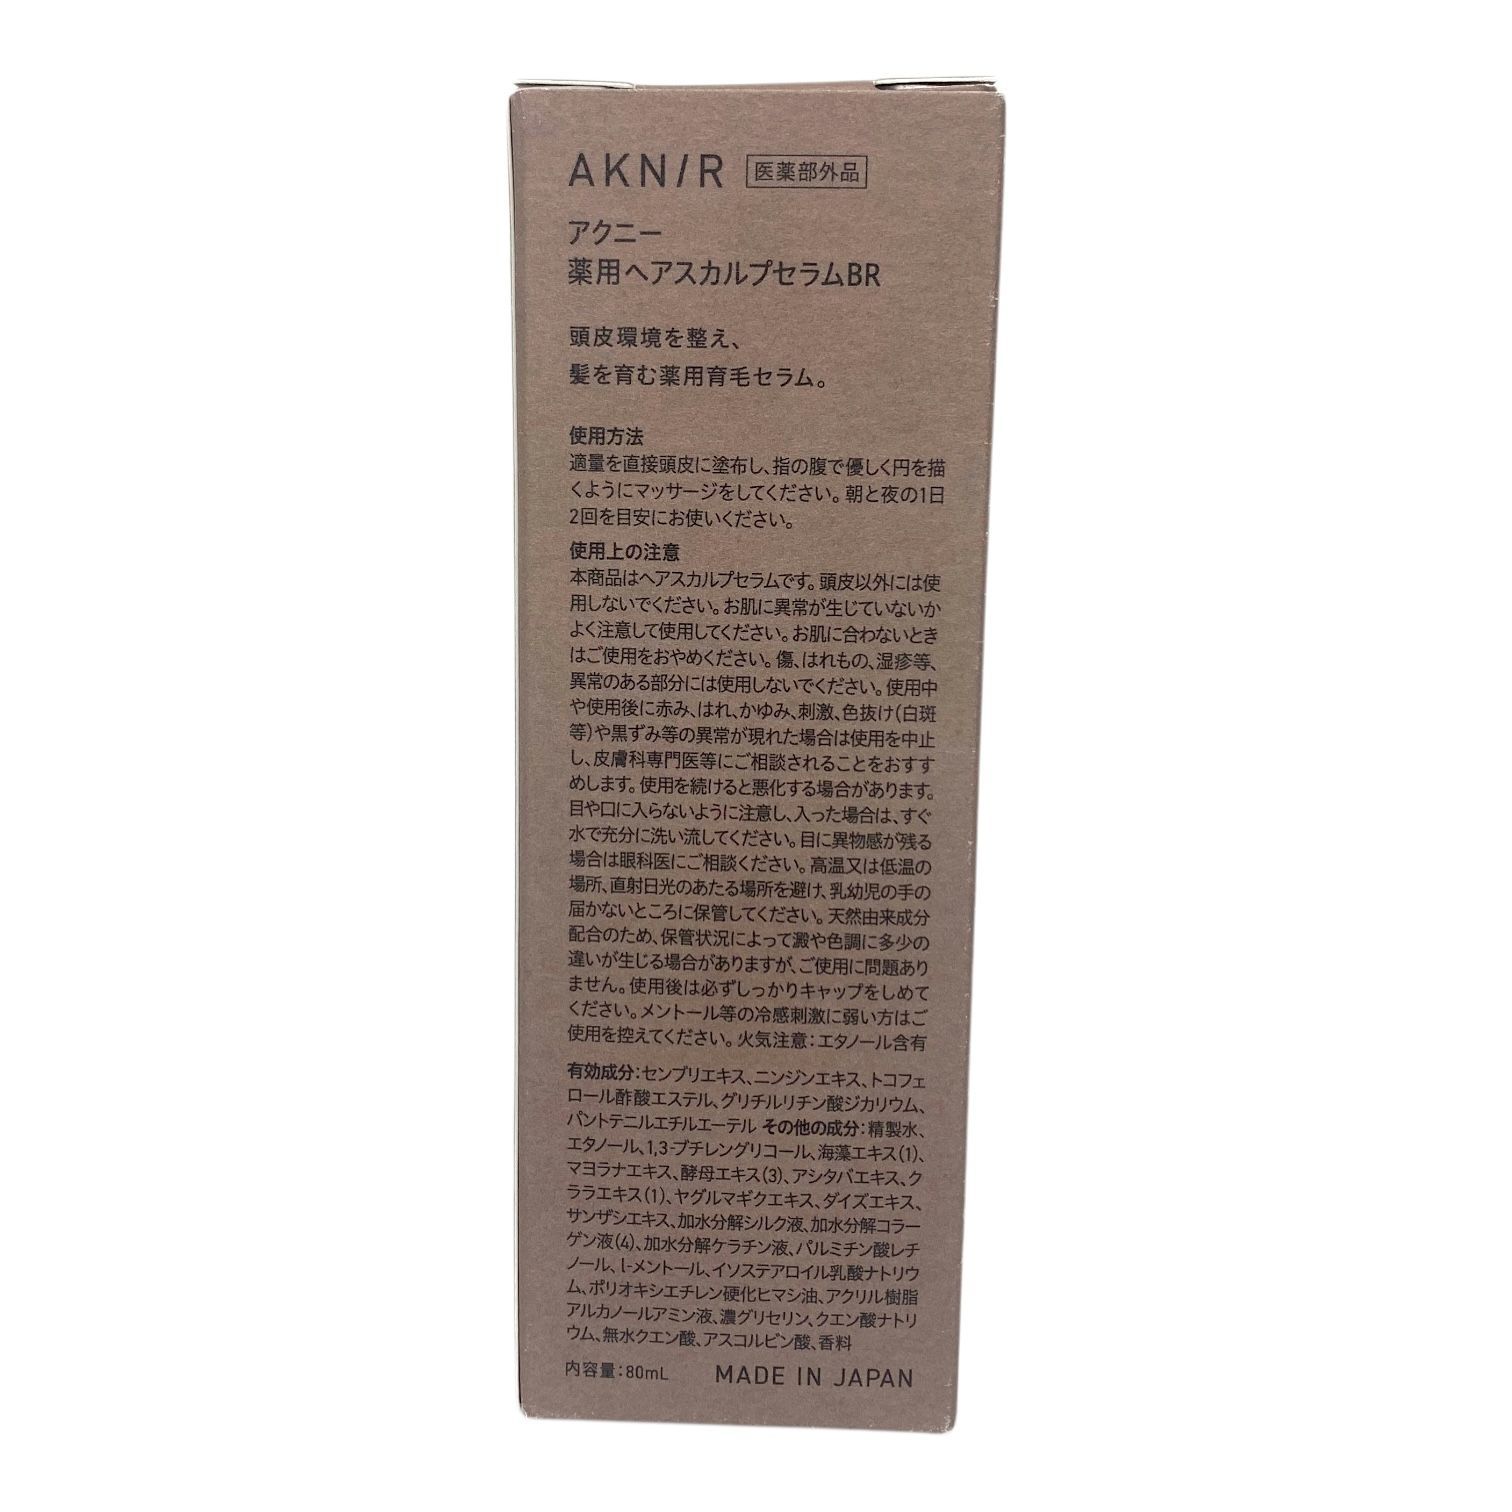 AKNIR 医薬部外品
アクニー
薬用ヘアスカルプセラムBR
頭皮環境を整え、
髪を育む薬用育毛セラム。
使用方法
適量を直接頭皮に塗布し、指の腹で優しく円を描
くようにマッサージをしてください。朝と夜の1日
2回を目安にお使いください。
使用上の注意
本商品はヘアスカルプセラムです。頭皮以外には使
用しないでください。お肌に異常が生じていないか
よく注意して使用してください。お肌に合わないとき
はご使用をおやめください。傷、はれもの、湿疹等、
異常のある部分には使用しないでください。使用中
や使用後に赤み、はれ、かゆみ、刺激、色抜け(白斑
等)や黒ずみ等の異常が現れた場合は使用を中止
し、皮膚科専門医等にご相談されることをおすす
めします。使用を続けると悪化する場合があります。
目や口に入らないように注意し、入った場合は、すぐ
水で充分に洗い流してください。目に異物感が残る
場合は眼科医にご相談ください。高温又は低温の
場所、直射日光のあたる場所を避け、乳幼児の手の
届かないところに保管してください。天然由来成分
配合のため、保管状況によって澱や色調に多少の
違いが生じる場合がありますが、ご使用に問題あり
ません。使用後は必ずしっかりキャップをしめて
ください。メントール等の冷感刺激に弱い方はご
使用を控えてください。火気注意：エタノール含有
有効成分：センブリエキス、ニンジンエキス、トコフェ
ロール酢酸エステル、グリチルリチン酸ジカリウム、
パントテニルエチルエーテル その他の成分：精製水、
エタノール、1,3-ブチレングリコール、海藻エキス(1)、
マヨラナエキス、酵母エキス(3)、アシタバエキス、ク
ララエキス(1)、ヤグルマギクエキス、ダイズエキス、
サンザシエキス、加水分解シルク液、加水分解コラー
ゲン液(4)、加水分解ケラチン液、パルミチン酸レチ
ノール、l-メントール、イソステアロイル乳酸ナトリウ
ム、ポリオキシエチレン硬化ヒマシ油、アクリル樹脂
アルカノールアミン液、濃グリセリン、クエン酸ナトリ
ウム、無水クエン酸、アスコルビン酸、香料
内容量：80mL MADE IN JAPAN